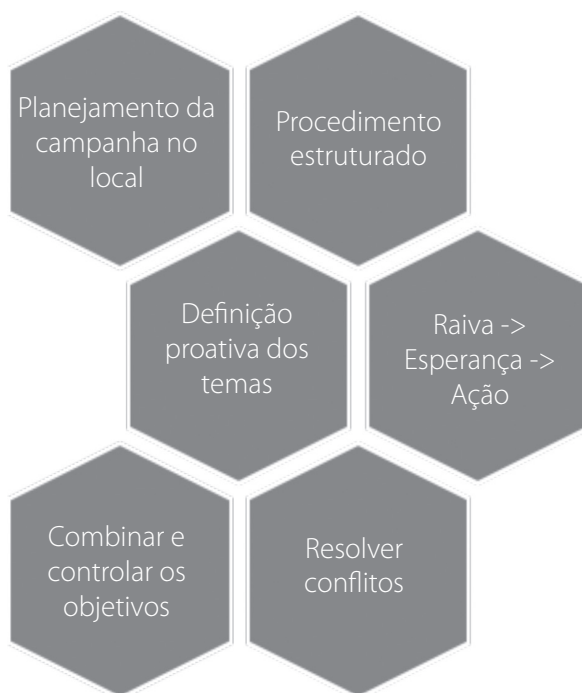 Planejamento da
campanha no
local
Procedimento
estruturado
Definição
proativa dos
temas
Raiva ->
Esperança ->
Ação
Combinar e
controlar os
objetivos
Resolver
conflitos